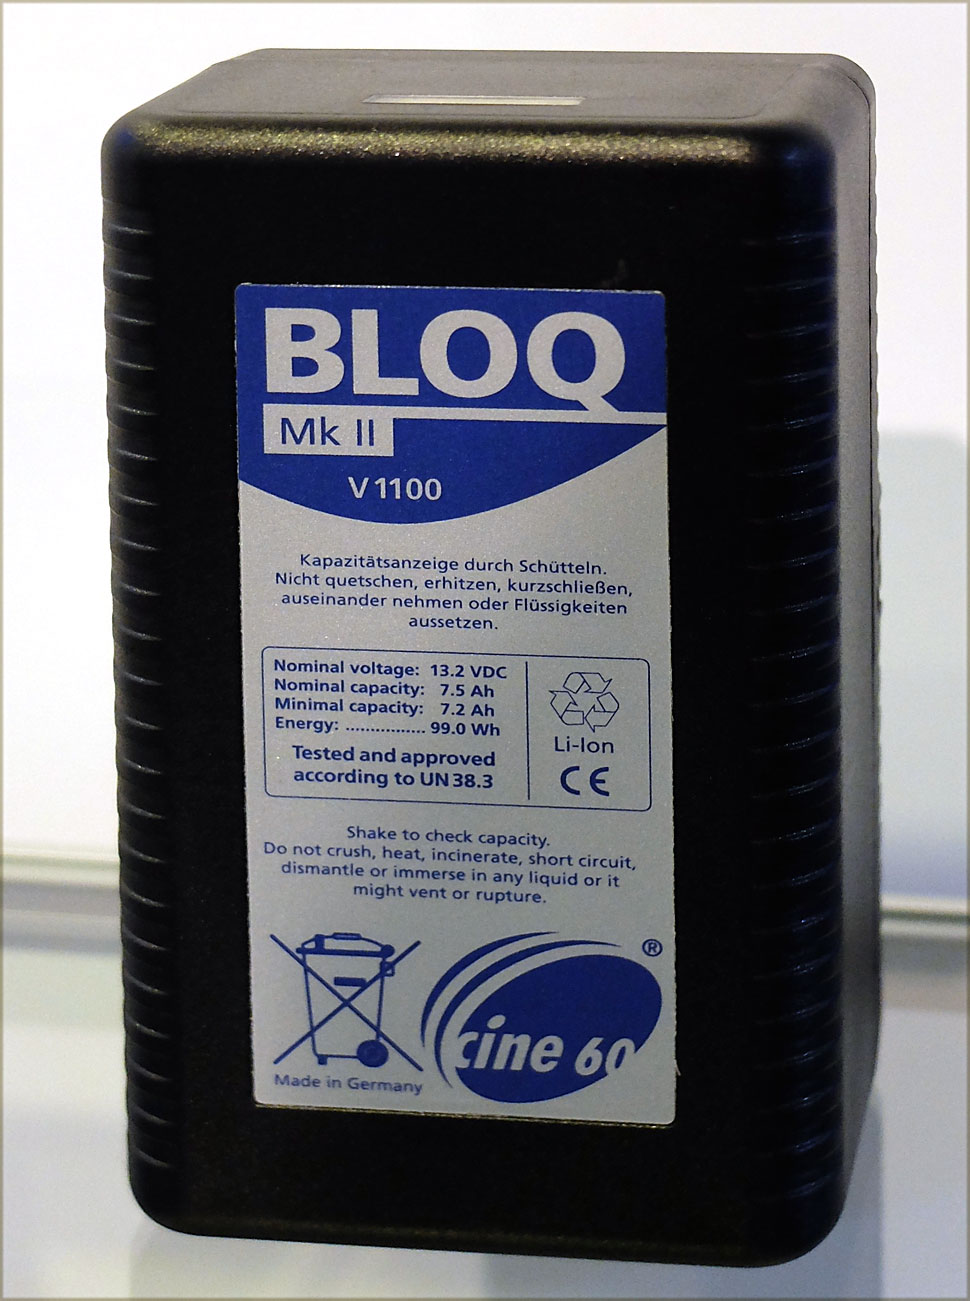 BLOQ
Mk II
V1100
Kapazitätsanzeige durch Schütteln.
Nicht quetschen, erhitzen, kurzschließen,
auseinander nehmen oder Flüssigkeiten
aussetzen.
Nominal voltage: 13.2 VDC
Nominal capacity: 7.5 Ah
Minimal capacity: 7.2 Ah
Energy: ................ 99.0 Wh
Tested and approved
according to UN 38.3
Li-Ion
CE
Shake to check capacity.
Do not crush, heat, incinerate, short circuit,
dismantle or immerse in any liquid or it
might vent or rupture.
®
cine 60
Made in Germany